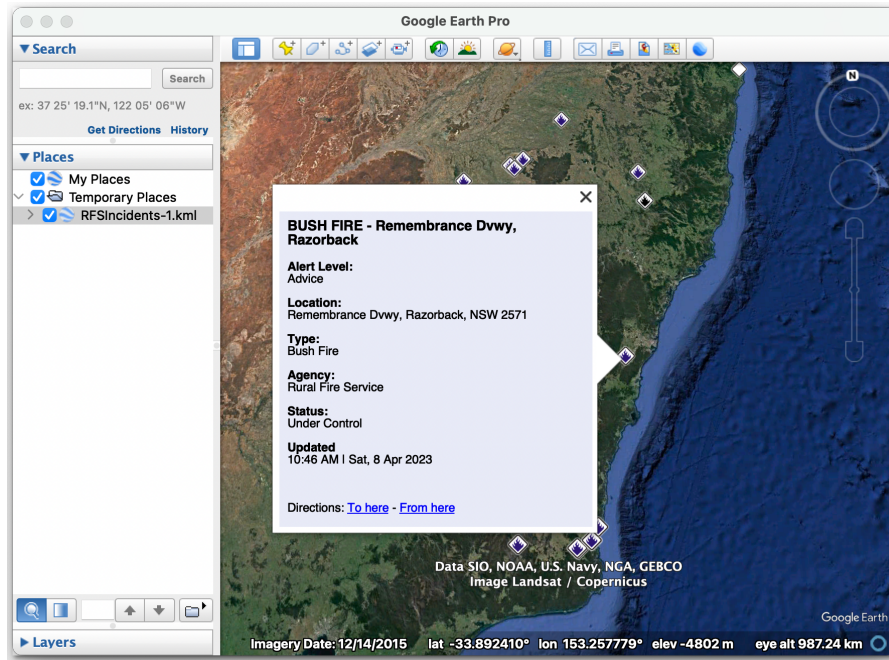 Google Earth Pro
Search
Search
ex: 37 25' 19.1"N, 122 05' 06"W
Get Directions History
Places
My Places
Temporary Places
RFSIncidents-1.kml
Layers
N
BUSH FIRE - Remembrance Dvwy,
Razorback
Alert Level:
Advice
Location:
Remembrance Dvwy, Razorback, NSW 2571
Type:
Bush Fire
Agency:
Rural Fire Service
Status:
Under Control
Updated
10:46 AM | Sat, 8 Apr 2023
Directions: To here - From here
Data SIO, NOAA, U.S. Navy, NGA, GEBCO
Image Landsat / Copernicus
Google Earth
Imagery Date: 12/14/2015 lat -33.892410° lon 153.257779° elev -4802 m eye alt 987.24 km